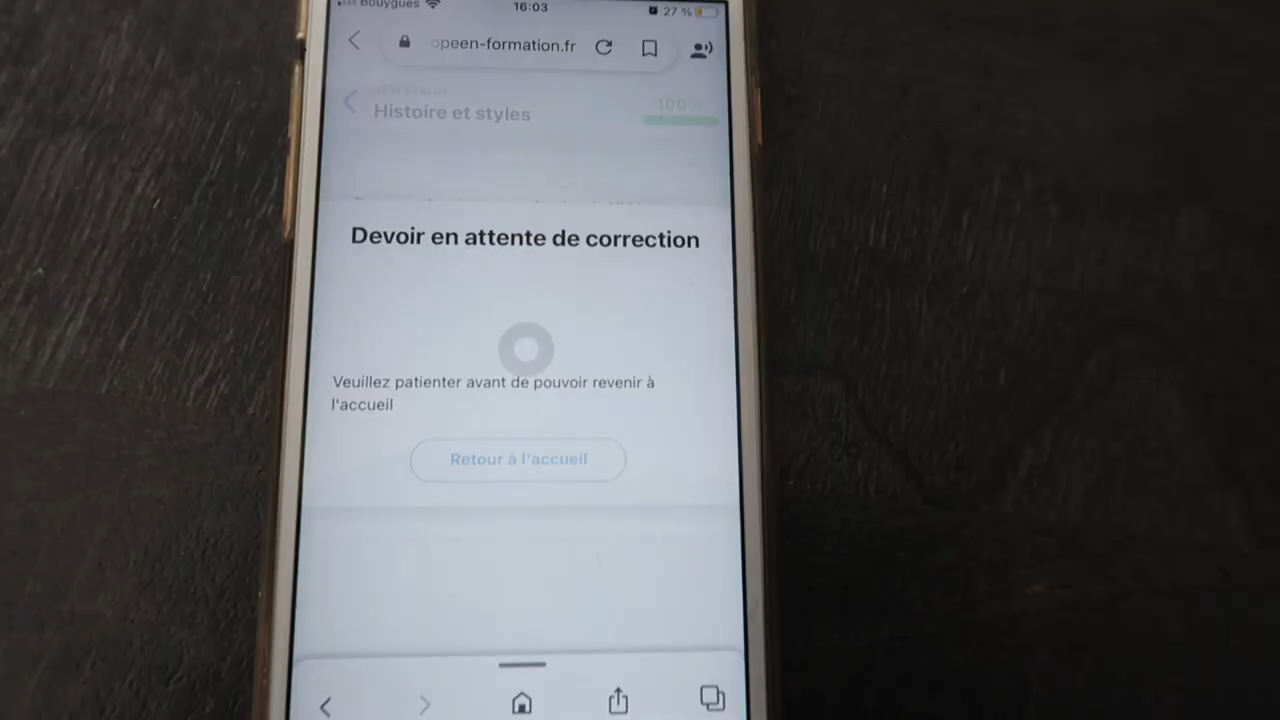 Bouygues 16:03 27 %
opeen-formation.fr
Histoire et styles 100%
Devoir en attente de correction
Veuillez patienter avant de pouvoir revenir à
l'accueil
Retour à l'accueil